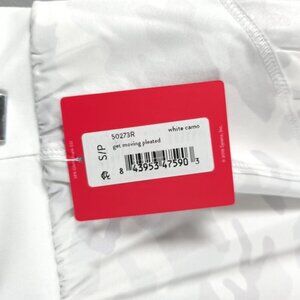 50273R white camo
S/P
get moving pleated
8 43953 47590 3